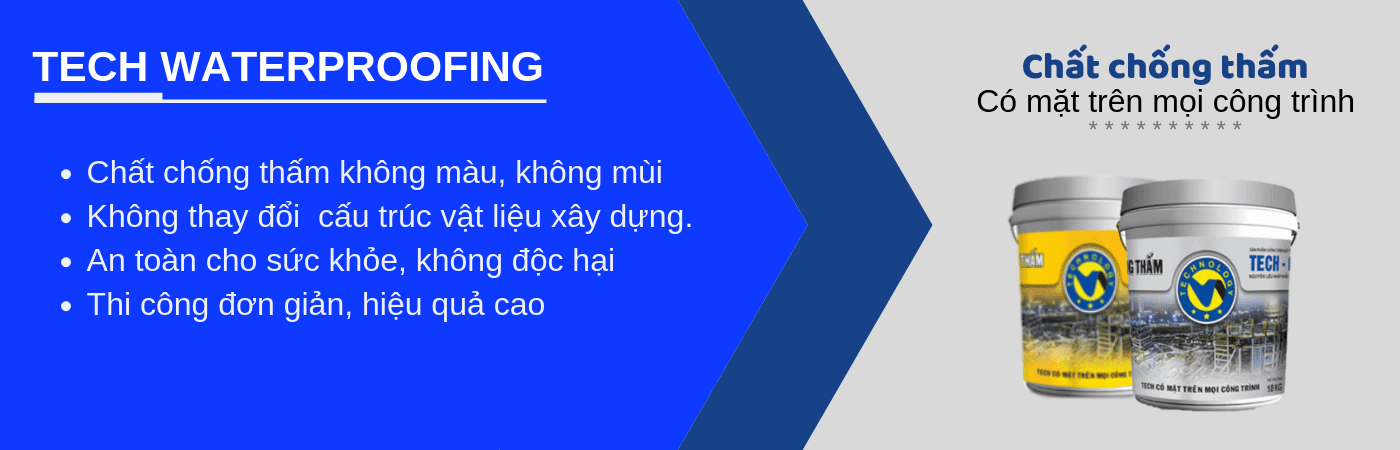 TECH WATERPROOFING
Chất chống thấm không màu, không mùi
Không thay đổi  cấu trúc vật liệu xây dựng.
An toàn cho sức khỏe, không độc hại
Thi công đơn giản, hiệu quả cao
Chất chống thấm
Có mặt trên mọi công trình
**********
THẤM
TECHNOLOGY
TECH CÓ MẶT TRÊN MỌI CÔNG
NG THẤM
TECH -
TECHNOLOGY
TECH CÓ MẶT TRÊN MỌI CÔNG TRÌNH
18KG